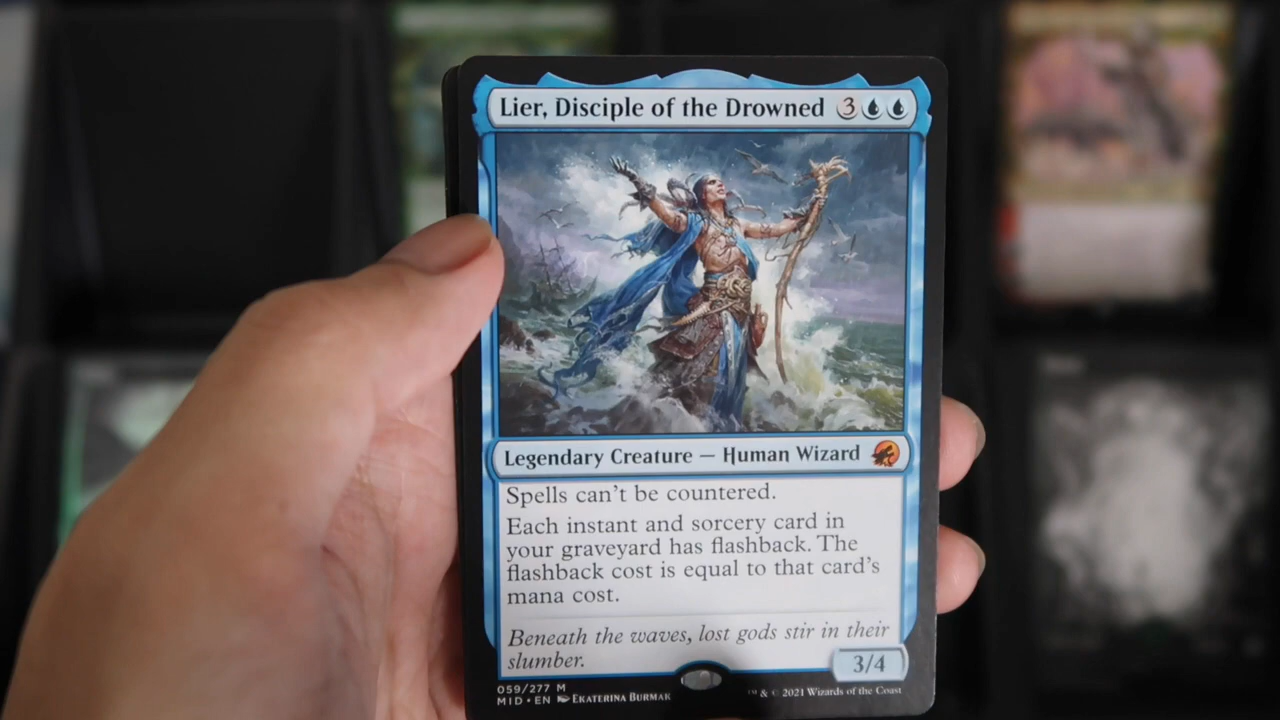 Lier, Disciple of the Drowned 3
Legendary Creature — Human Wizard
Spells can't be countered.
Each instant and sorcery card in
your graveyard has flashback. The
flashback cost is equal to that card's
mana cost.
Beneath the waves, lost gods stir in their
slumber.
3/4
059/277 M
MID • EN EKATERINA BURMAK
™ & © 2021 Wizards of the Coast